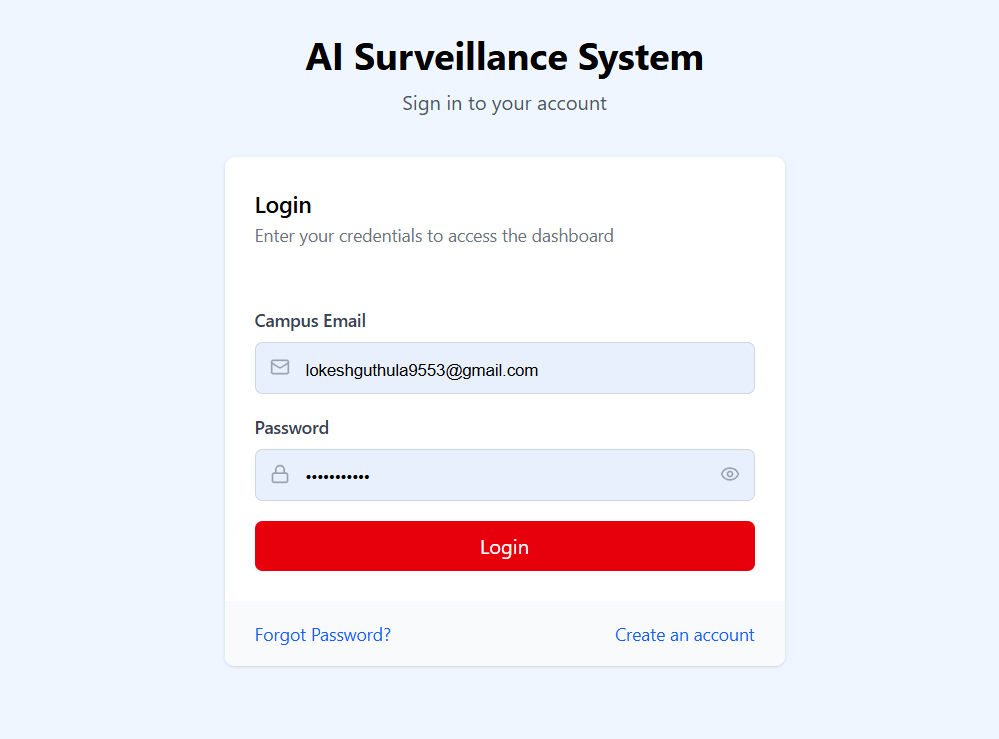 AI Surveillance System
Sign in to your account
Login
Enter your credentials to access the dashboard
Campus Email
lokeshguthula9553@gmail.com
Password
•••••••••••
Login
Forgot Password? Create an account